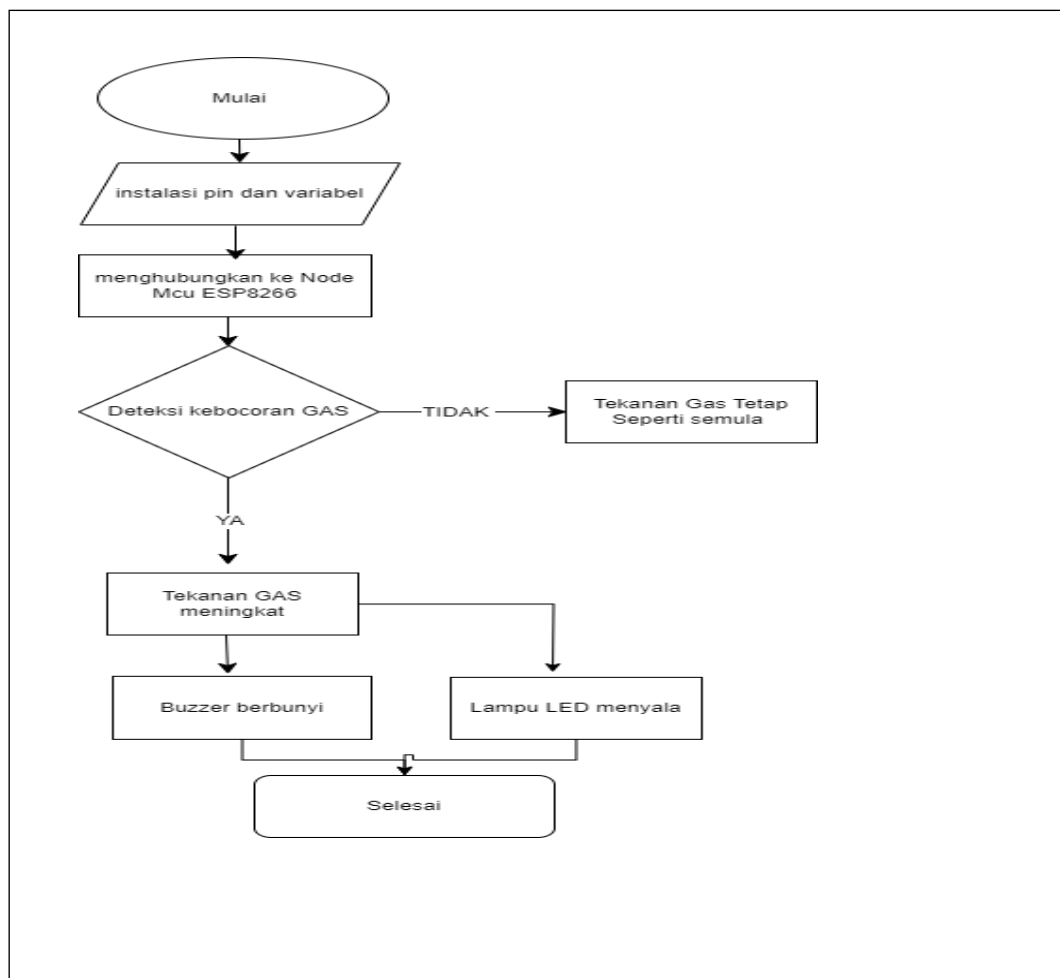 Mulai
instalasi pin dan variabel
menghubungkan ke Node
Mcu ESP8266
Deteksi kebocoran GAS
TIDAK
Tekanan Gas Tetap
Seperti semula
YA
Tekanan GAS
meningkat
Buzzer berbunyi
Lampu LED menyala
Selesai